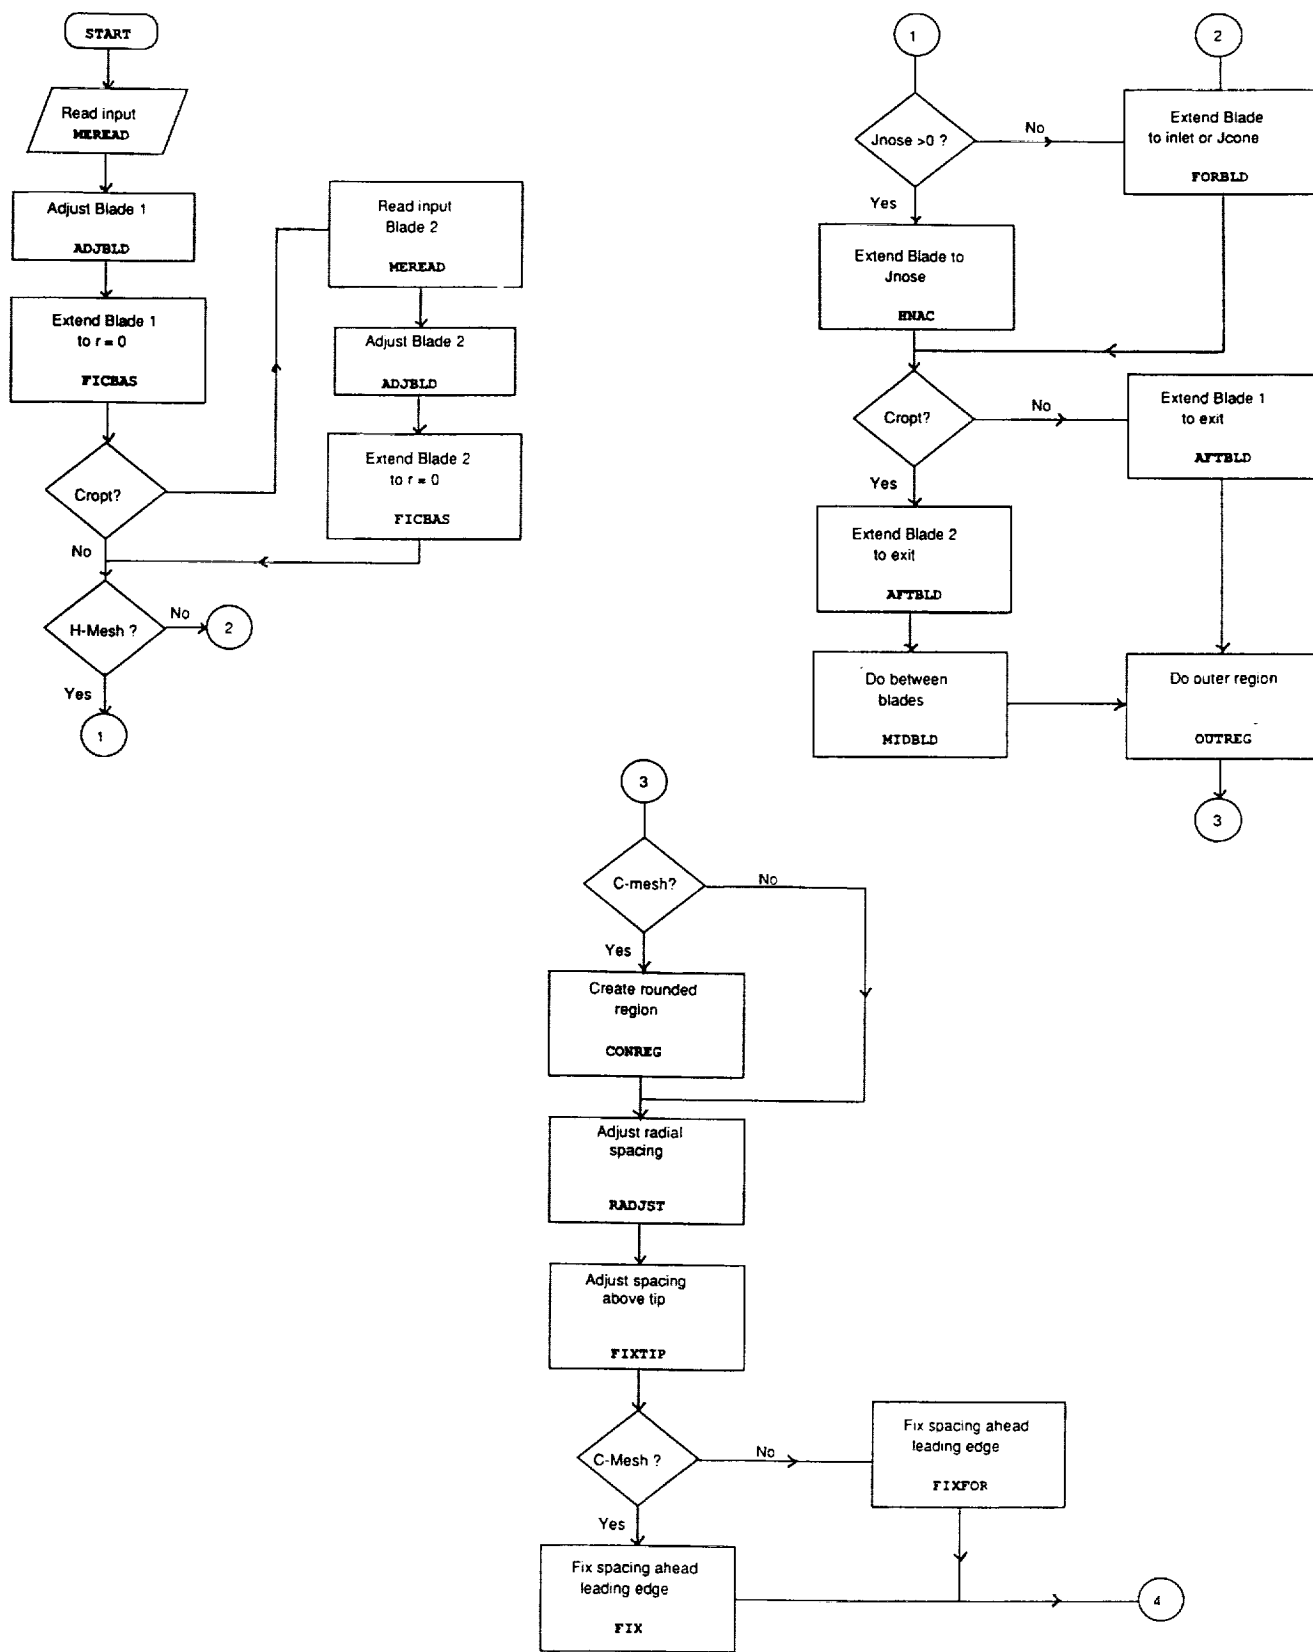 START
Read input
MEREAD
Adjust Blade 1
ADJBLD
Extend Blade 1
to r = 0
FICBAS
Cropt?
No
H-Mesh ?
No
2
Yes
1
Read input
Blade 2
MEREAD
Adjust Blade 2
ADJBLD
Extend Blade 2
to r = 0
FICBAS
1
Jnose >0 ?
No
Yes
Extend Blade to
Jnose
HNAC
2
Extend Blade
to inlet or Jcone
FORBLD
Cropt?
No
Yes
Extend Blade 1
to exit
AFTBLD
Extend Blade 2
to exit
AFTBLD
Do between
blades
MIDBLD
Do outer region
OUTREG
3
3
C-mesh?
No
Yes
Create rounded
region
CONREG
Adjust radial
spacing
RADJST
Adjust spacing
above tip
FIXTIP
C-Mesh ?
No
Yes
Fix spacing ahead
leading edge
FIXFOR
Fix spacing ahead
leading edge
FIX
4